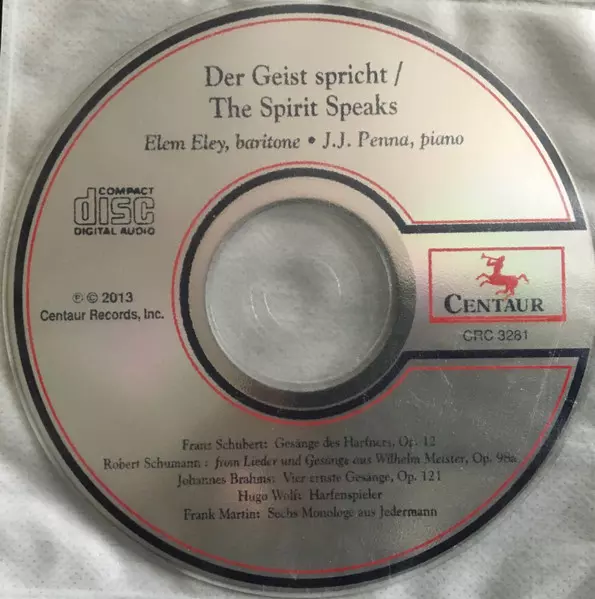 Der Geist spricht /
The Spirit Speaks
Elem Eley, baritone • J.J. Penna, piano
COMPACT
disc
DIGITAL AUDIO
℗ © 2013
Centaur Records, Inc.
CENTAUR
CRC 3281
Franz Schubert: Gesänge des Harfners, Op. 12
Robert Schumann : from Lieder und Gesänge aus Wilhelm Meister, Op. 98a
Johannes Brahms: Vier ernste Gesänge, Op. 121
Hugo Wolf: Harfenspieler
Frank Martin: Sechs Monologe aus Jedermann